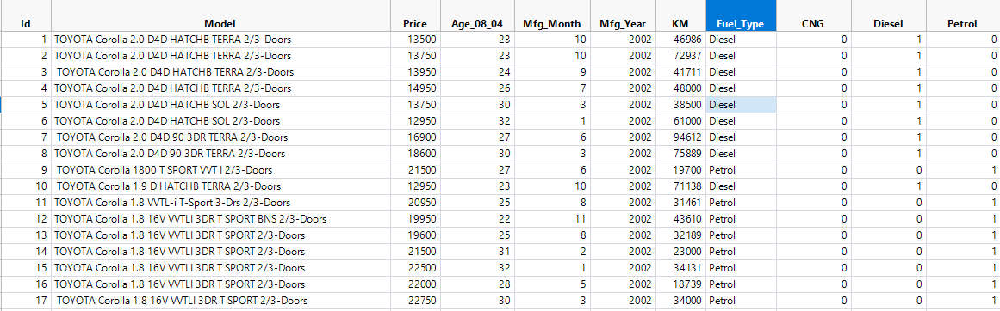 Id Model Price Age_08_04 Mfg_Month Mfg_Year KM Fuel_Type CNG Diesel Petrol
1 TOYOTA Corolla 2.0 D4D HATCHB TERRA 2/3-Doors 13500 23 10 2002 46986 Diesel 0 1 0
2 TOYOTA Corolla 2.0 D4D HATCHB TERRA 2/3-Doors 13750 23 10 2002 72937 Diesel 0 1 0
3 TOYOTA Corolla 2.0 D4D HATCHB TERRA 2/3-Doors 13950 24 9 2002 41711 Diesel 0 1 0
4 TOYOTA Corolla 2.0 D4D HATCHB TERRA 2/3-Doors 14950 26 7 2002 48000 Diesel 0 1 0
5 TOYOTA Corolla 2.0 D4D HATCHB SOL 2/3-Doors 13750 30 3 2002 38500 Diesel 0 1 0
6 TOYOTA Corolla 2.0 D4D HATCHB SOL 2/3-Doors 12950 32 1 2002 61000 Diesel 0 1 0
7 TOYOTA Corolla 2.0 D4D 90 3DR TERRA 2/3-Doors 16900 27 6 2002 94612 Diesel 0 1 0
8 TOYOTA Corolla 2.0 D4D 90 3DR TERRA 2/3-Doors 18600 30 3 2002 75889 Diesel 0 1 0
9 TOYOTA Corolla 1800 T SPORT VVT I 2/3-Doors 21500 27 6 2002 19700 Petrol 0 0 1
10 TOYOTA Corolla 1.9 D HATCHB TERRA 2/3-Doors 12950 23 10 2002 71138 Diesel 0 1 0
11 TOYOTA Corolla 1.8 VVTL-i T-Sport 3-Drs 2/3-Doors 20950 25 8 2002 31461 Petrol 0 0 1
12 TOYOTA Corolla 1.8 16V VVTLI 3DR T SPORT BNS 2/3-Doors 19950 22 11 2002 43610 Petrol 0 0 1
13 TOYOTA Corolla 1.8 16V VVTLI 3DR T SPORT 2/3-Doors 19600 25 8 2002 32189 Petrol 0 0 1
14 TOYOTA Corolla 1.8 16V VVTLI 3DR T SPORT 2/3-Doors 21500 31 2 2002 23000 Petrol 0 0 1
15 TOYOTA Corolla 1.8 16V VVTLI 3DR T SPORT 2/3-Doors 22500 32 1 2002 34131 Petrol 0 0 1
16 TOYOTA Corolla 1.8 16V VVTLI 3DR T SPORT 2/3-Doors 22000 28 5 2002 18739 Petrol 0 0 1
17 TOYOTA Corolla 1.8 16V VVTLI 3DR T SPORT 2/3-Doors 22750 30 3 2002 34000 Petrol 0 0 1